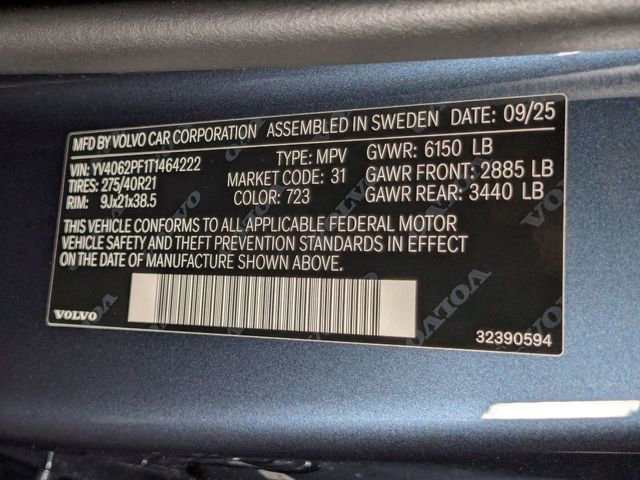 MFD BY VOLVO CAR CORPORATION ASSEMBLED IN SWEDEN DATE: 09/25
VIN: YV4062PF1T1464222 TYPE: MPV GVWR: 6150 LB
TIRES: 275/40R21 MARKET CODE: 31 GAWR FRONT: 2885 LB
RIM: 9Jx21x38.5 COLOR: 723 GAWR REAR: 3440 LB
THIS VEHICLE CONFORMS TO ALL APPLICABLE FEDERAL MOTOR
VEHICLE SAFETY AND THEFT PREVENTION STANDARDS IN EFFECT
ON THE DATE OF MANUFACTURE SHOWN ABOVE.
VOLVO
32390594